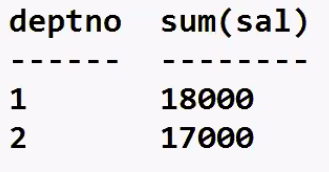 deptno  sum(sal)
------  --------
1       18000
2       17000